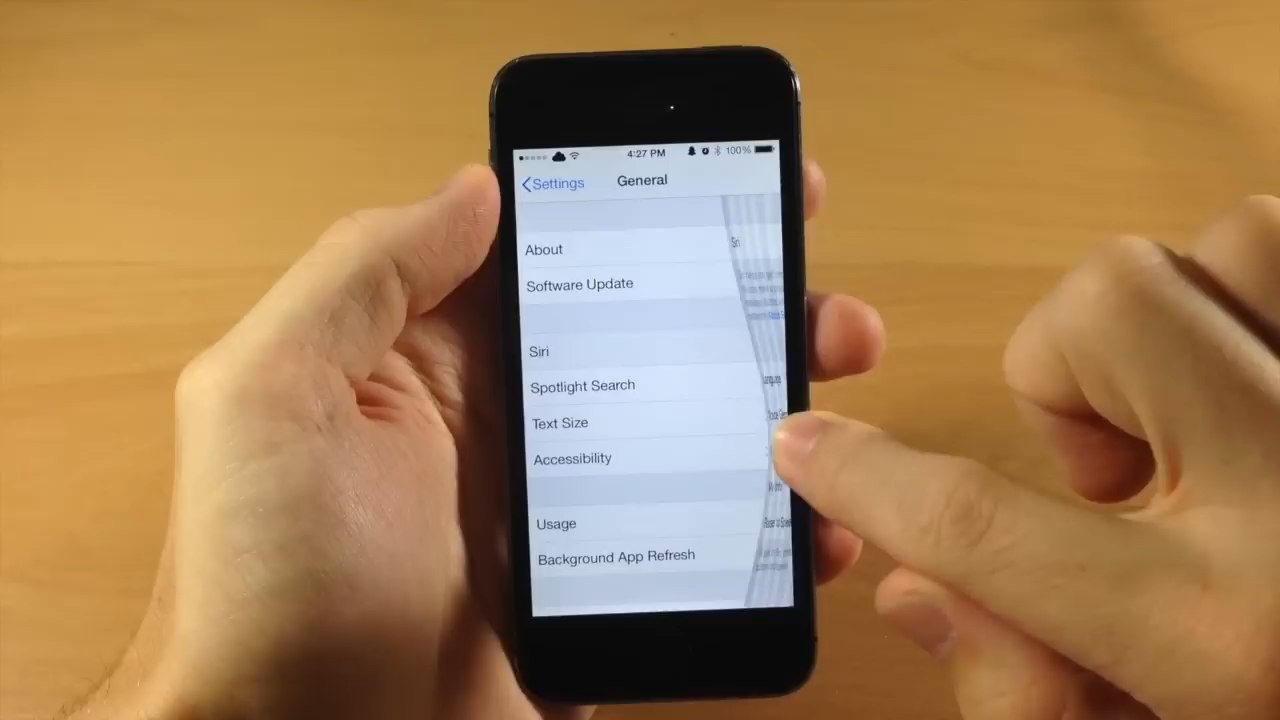 4:27 PM
100%
Settings
General
About
Software Update
Siri
Spotlight Search
Text Size
Accessibility
Usage
Background App Refresh